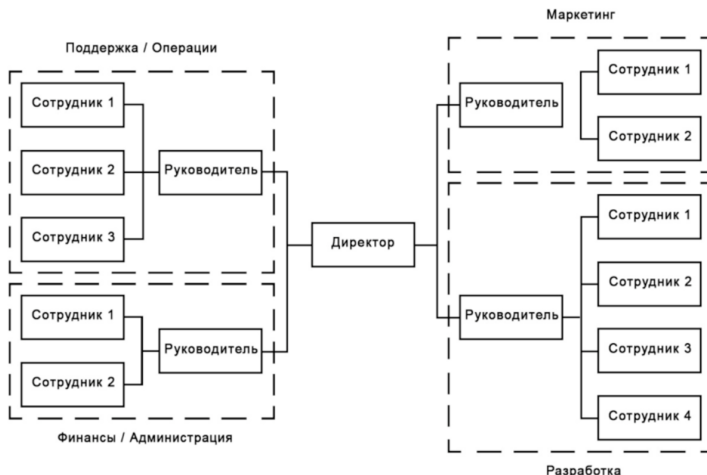 Поддержка / Операции
Сотрудник 1
Сотрудник 2
Руководитель
Сотрудник 3
Сотрудник 1
Руководитель
Сотрудник 2
Финансы / Администрация
Директор
Маркетинг
Сотрудник 1
Руководитель
Сотрудник 2
Сотрудник 1
Сотрудник 2
Руководитель
Сотрудник 3
Сотрудник 4
Разработка